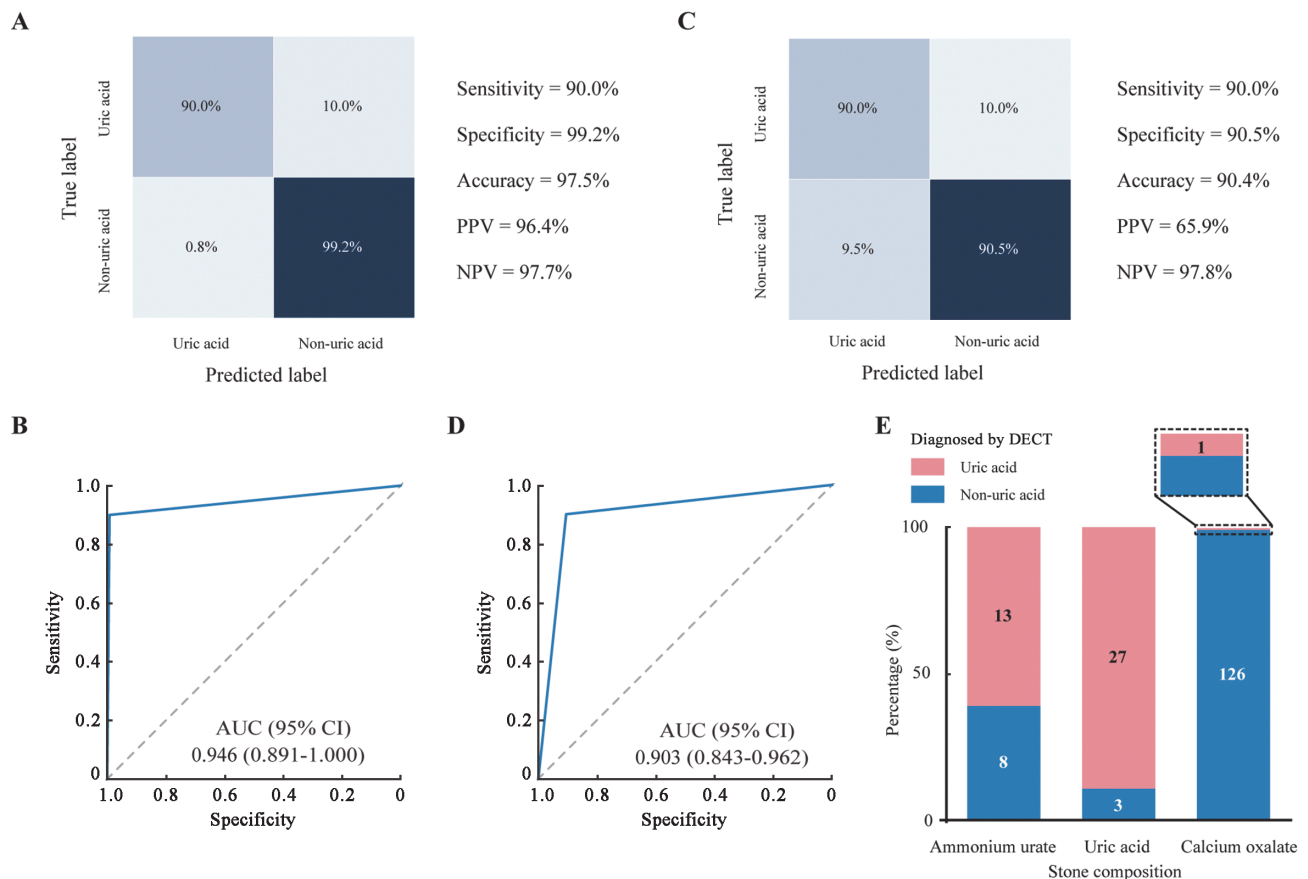 A
True label
Uric acid
Non-uric acid
90.0%
10.0%
0.8%
99.2%
Uric acid
Non-uric acid
Predicted label
Sensitivity = 90.0%
Specificity = 99.2%
Accuracy = 97.5%
PPV = 96.4%
NPV = 97.7%
C
True label
Uric acid
Non-uric acid
90.0%
10.0%
9.5%
90.5%
Uric acid
Non-uric acid
Predicted label
Sensitivity = 90.0%
Specificity = 90.5%
Accuracy = 90.4%
PPV = 65.9%
NPV = 97.8%
B
Sensitivity
1.0
0.8
0.6
0.4
0.2
0
AUC (95% CI)
0.946 (0.891-1.000)
1.0 0.8 0.6 0.4 0.2 0
Specificity
D
Sensitivity
1.0
0.8
0.6
0.4
0.2
0
AUC (95% CI)
0.903 (0.843-0.962)
1.0 0.8 0.6 0.4 0.2 0
Specificity
E
Diagnosed by DECT
Uric acid
Non-uric acid
1
Percentage (%)
100
50
0
13
8
27
3
126
Ammonium urate Uric acid Calcium oxalate
Stone composition